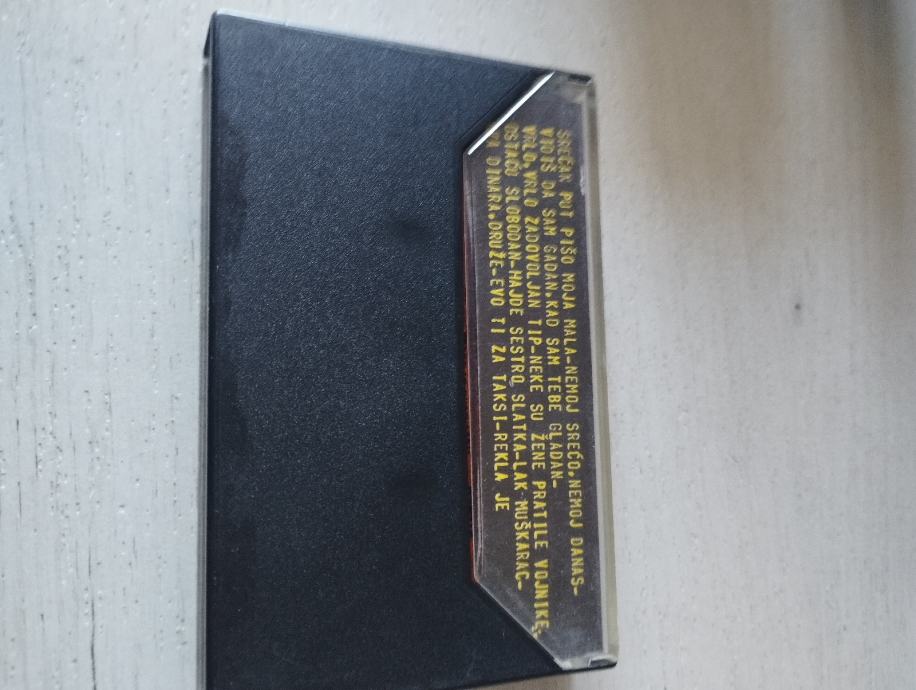 SREĆAN PUT PIŠO MOJA MALA-NEMOJ SREĆO,NEMOJ DANAS-
VIDIŠ DA SAM GADAN,KAD SAM TEBE GLADAN-
VRLO,VRLO ZADOVOLJAN TIP-NEKE SU ŽENE PRATILE VOJNIKE,
OSTAĆU SLOBODAN-HAJDE SESTRO SLATKA-LAK MUŠKARAC-
DINARA,DRUŽE-EVO TI ZA TAKSI-REKLA JE